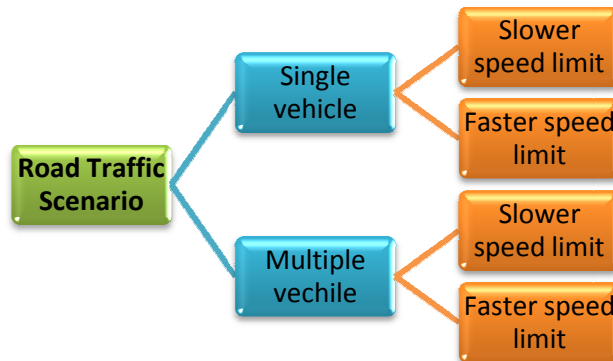 Road Traffic
Scenario
Single
vehicle
Slower
speed limit
Faster speed
limit
Multiple
vechile
Slower
speed limit
Faster speed
limit